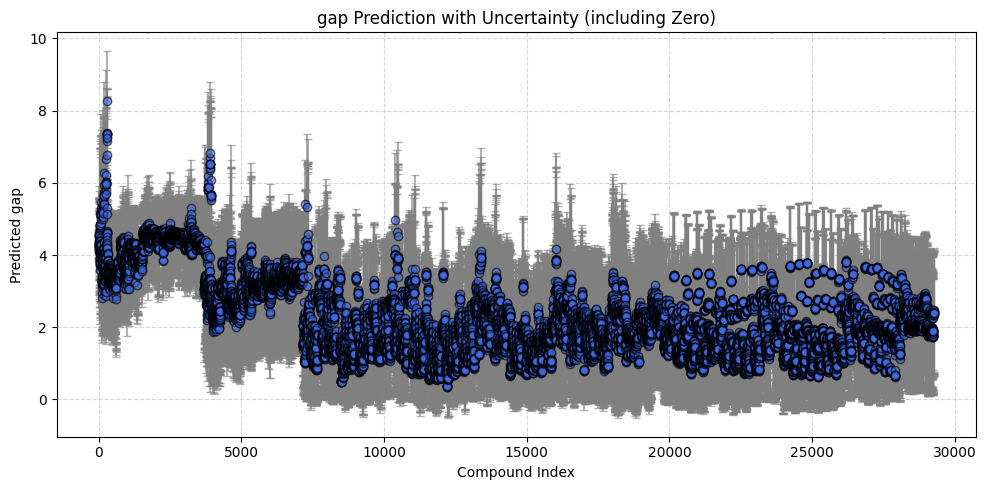 gap Prediction with Uncertainty (including Zero)
Predicted gap
10
8
6
4
2
0
0 5000 10000 15000 20000 25000 30000
Compound Index